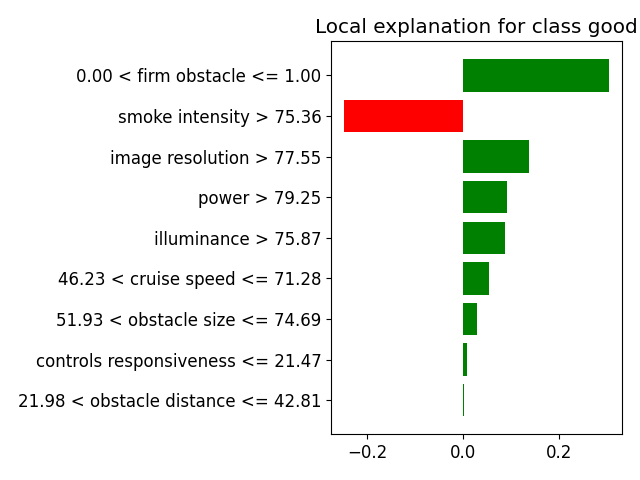 Local explanation for class good
0.00 < firm obstacle <= 1.00
smoke intensity > 75.36
image resolution > 77.55
power > 79.25
illuminance > 75.87
46.23 < cruise speed <= 71.28
51.93 < obstacle size <= 74.69
controls responsiveness <= 21.47
21.98 < obstacle distance <= 42.81
−0.2 0.0 0.2